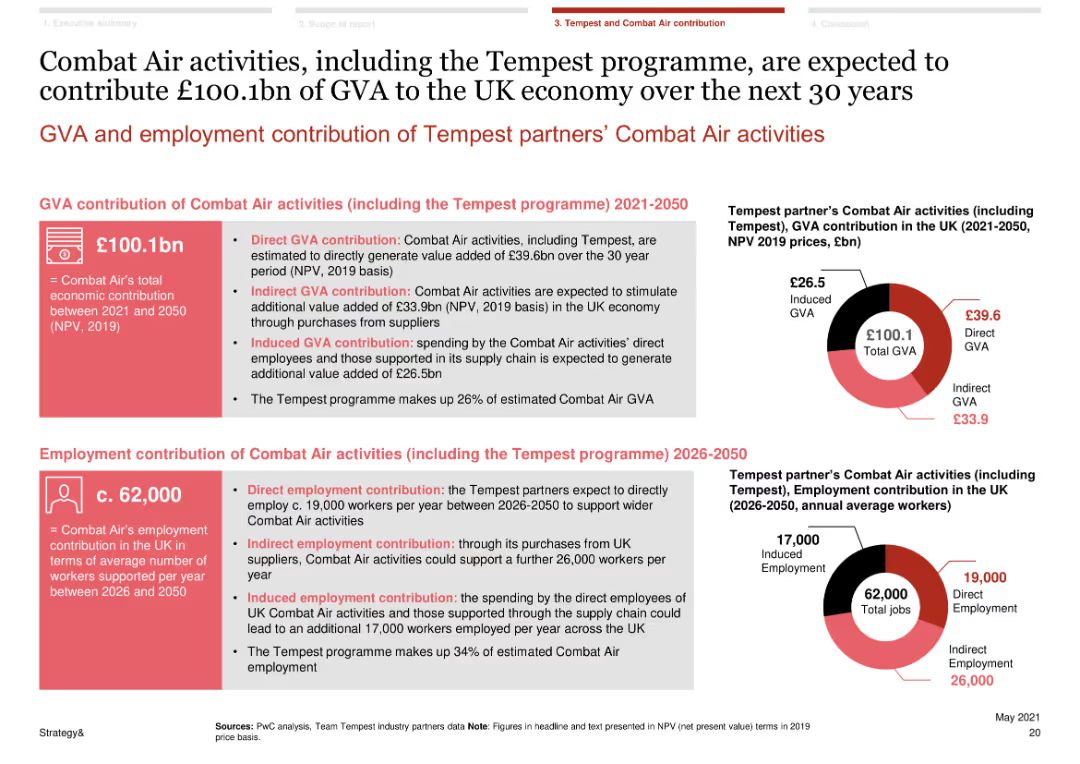 1. Executive summary
2. Scope of report
3. Tempest and Combat Air contribution
4. Conclusion
Combat Air activities, including the Tempest programme, are expected to
contribute £100.1bn of GVA to the UK economy over the next 30 years
GVA and employment contribution of Tempest partners’ Combat Air activities
GVA contribution of Combat Air activities (including the Tempest programme) 2021-2050
£100.1bn
= Combat Air’s total
economic contribution
between 2021 and 2050
(NPV, 2019)
• Direct GVA contribution: Combat Air activities, including Tempest, are
estimated to directly generate value added of £39.6bn over the 30 year
period (NPV, 2019 basis)
• Indirect GVA contribution: Combat Air activities are expected to stimulate
additional value added of £33.9bn (NPV, 2019 basis) in the UK economy
through purchases from suppliers
• Induced GVA contribution: spending by the Combat Air activities’ direct
employees and those supported in its supply chain is expected to generate
additional value added of £26.5bn
• The Tempest programme makes up 26% of estimated Combat Air GVA
Tempest partner’s Combat Air activities (including
Tempest), GVA contribution in the UK (2021-2050,
NPV 2019 prices, £bn)
£26.5
Induced
GVA
£100.1
Total GVA
£39.6
Direct
GVA
Indirect
GVA
£33.9
Employment contribution of Combat Air activities (including the Tempest programme) 2026-2050
c. 62,000
= Combat Air’s employment
contribution in the UK in
terms of average number of
workers supported per year
between 2026 and 2050
• Direct employment contribution: the Tempest partners expect to directly
employ c. 19,000 workers per year between 2026-2050 to support wider
Combat Air activities
• Indirect employment contribution: through its purchases from UK
suppliers, Combat Air activities could support a further 26,000 workers per
year
• Induced employment contribution: the spending by the direct employees of
UK Combat Air activities and those supported through the supply chain could
lead to an additional 17,000 workers employed per year across the UK
• The Tempest programme makes up 34% of estimated Combat Air
employment
Tempest partner’s Combat Air activities (including
Tempest), Employment contribution in the UK
(2026-2050, annual average workers)
17,000
Induced
Employment
62,000
Total jobs
19,000
Direct
Employment
Indirect
Employment
26,000
Strategy&
Sources: PwC analysis, Team Tempest industry partners data Note: Figures in headline and text presented in NPV (net present value) terms in 2019
price basis.
May 2021
20